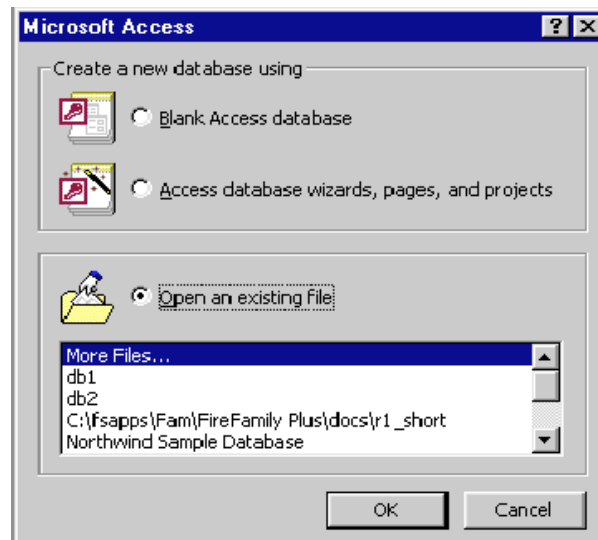 Microsoft Access
Create a new database using
Blank Access database
Access database wizards, pages, and projects
Open an existing file
More Files...
db1
db2
C:\fsapps\Fam\FireFamily Plus\docs\r1_short
Northwind Sample Database
OK Cancel